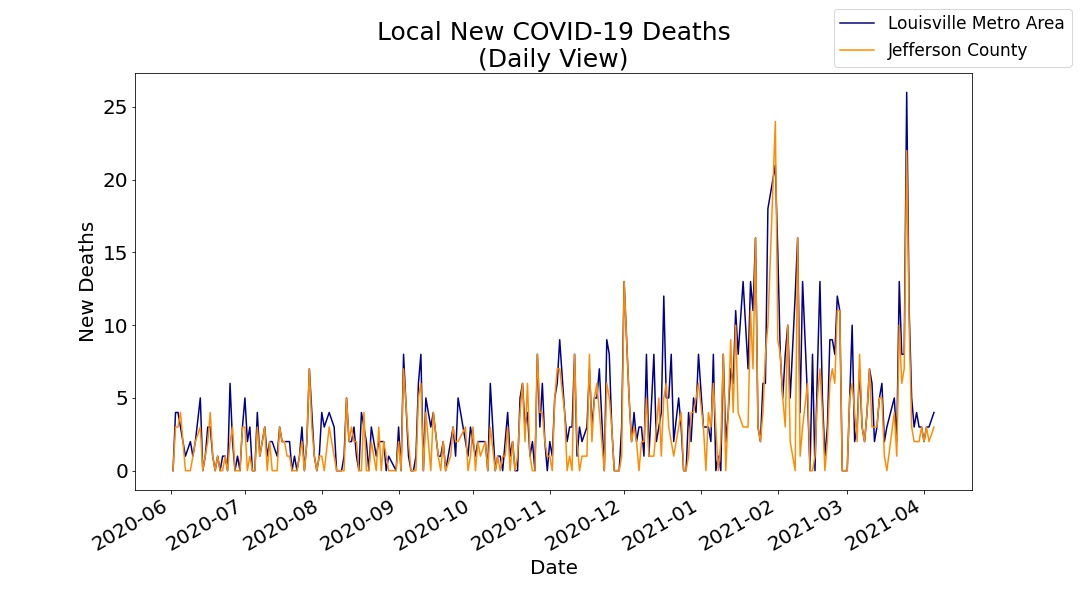 Local New COVID-19 Deaths
(Daily View)
Louisville Metro Area
Jefferson County
New Deaths
25
20
15
10
5
0
2020-06
2020-07
2020-08
2020-09
2020-10
2020-11
2020-12
2021-01
2021-02
2021-03
2021-04
Date